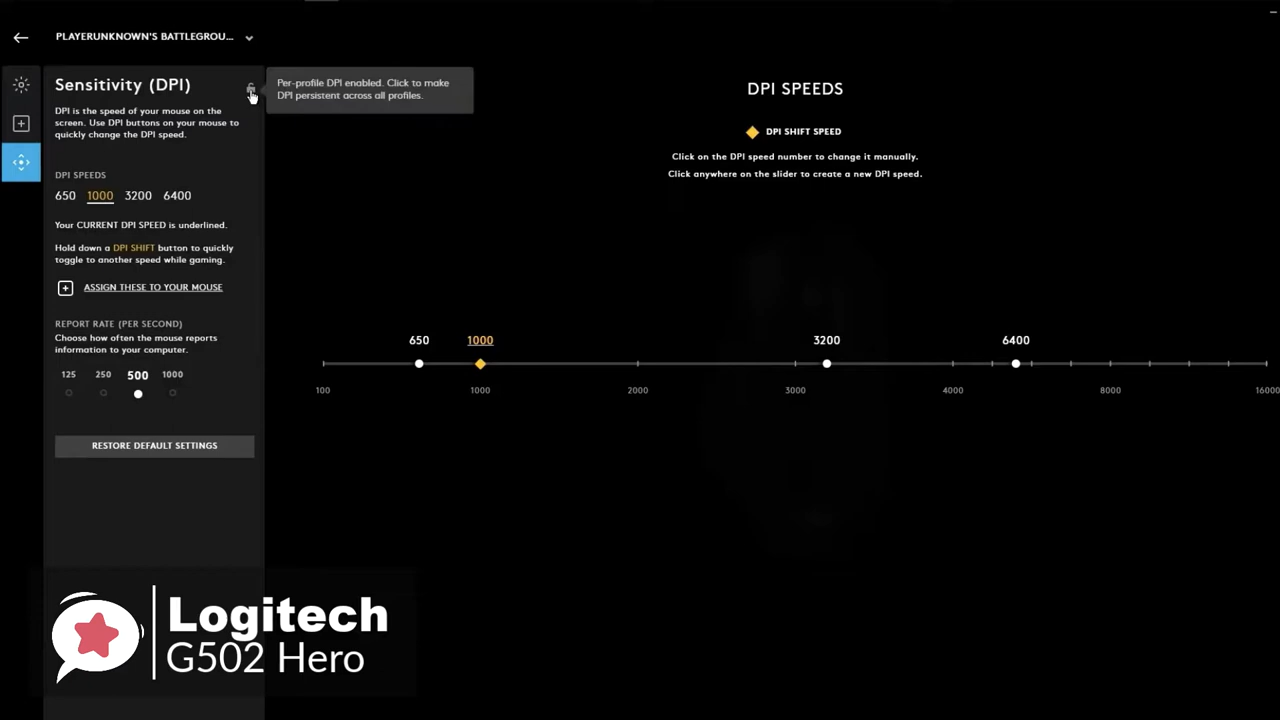 PLAYERUNKNOWN'S BATTLEGROU...
Sensitivity (DPI)
DPI is the speed of your mouse on the
screen. Use DPI buttons on your mouse to
quickly change the DPI speed.
DPI SPEEDS
650 1000 3200 6400
Your CURRENT DPI SPEED is underlined.
Hold down a DPI SHIFT button to quickly
toggle to another speed while gaming.
ASSIGN THESE TO YOUR MOUSE
REPORT RATE (PER SECOND)
Choose how often the mouse reports
information to your computer.
125 250 500 1000
RESTORE DEFAULT SETTINGS
Per-profile DPI enabled. Click to make
DPI persistent across all profiles.
DPI SPEEDS
DPI SHIFT SPEED
Click on the DPI speed number to change it manually.
Click anywhere on the slider to create a new DPI speed.
650 1000 3200 6400
100 1000 2000 3000 4000 8000 16000
Logitech
G502 Hero